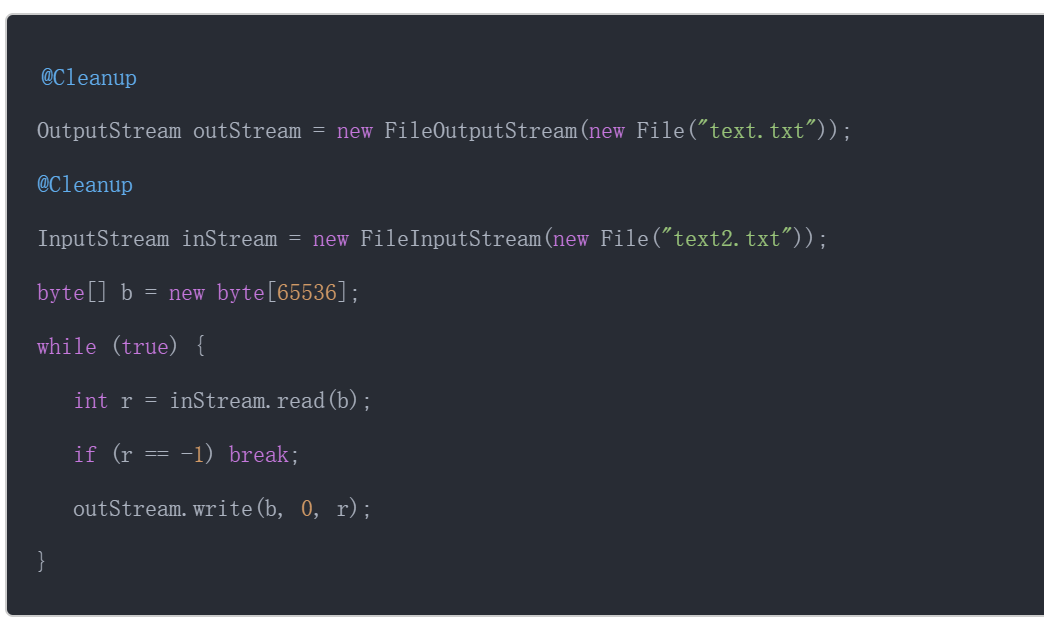 @Cleanup
OutputStream outStream = new FileOutputStream(new File("text.txt"));
@Cleanup
InputStream inStream = new FileInputStream(new File("text2.txt"));
byte[] b = new byte[65536];
while (true) {
   int r = inStream.read(b);
   if (r == -1) break;
   outStream.write(b, 0, r);
}